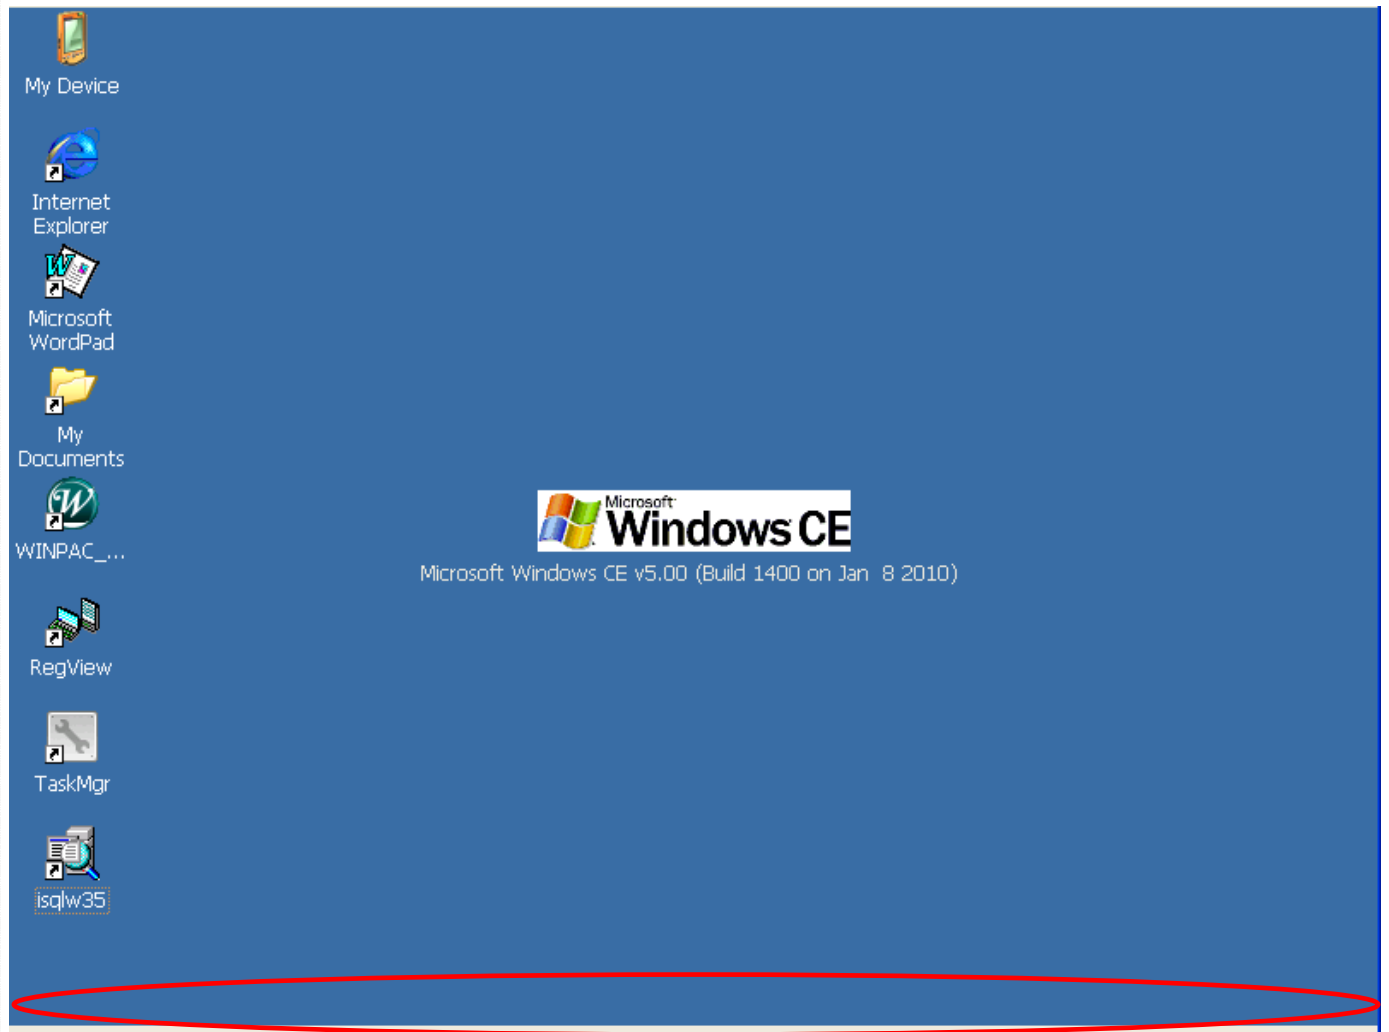 My Device
Internet
Explorer
Microsoft
WordPad
My
Documents
WINPAC_...
RegView
TaskMgr
isqlw35
Microsoft
Windows CE
Microsoft Windows CE v5.00 (Build 1400 on Jan  8 2010)